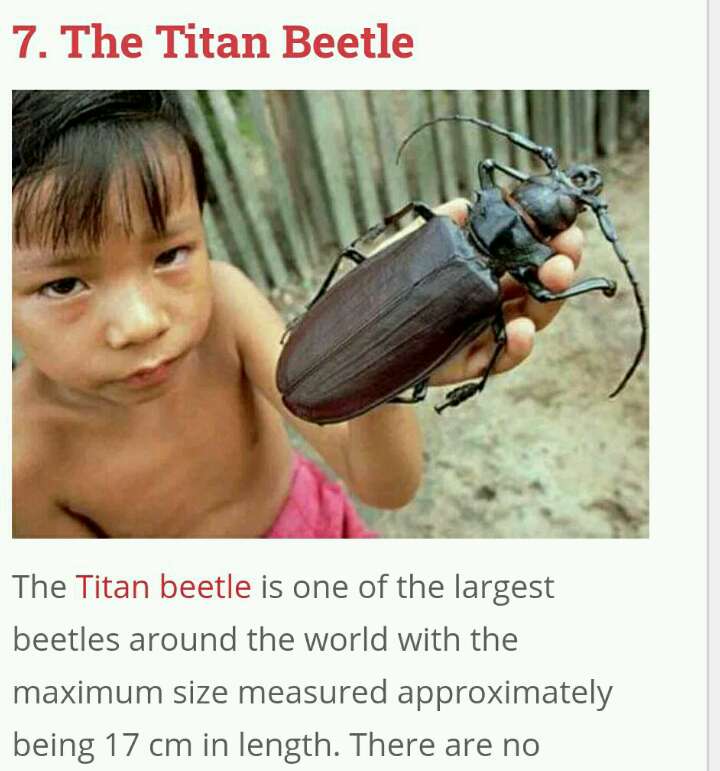 7. The Titan Beetle
The Titan beetle is one of the largest
beetles around the world with the
maximum size measured approximately
being 17 cm in length. There are no